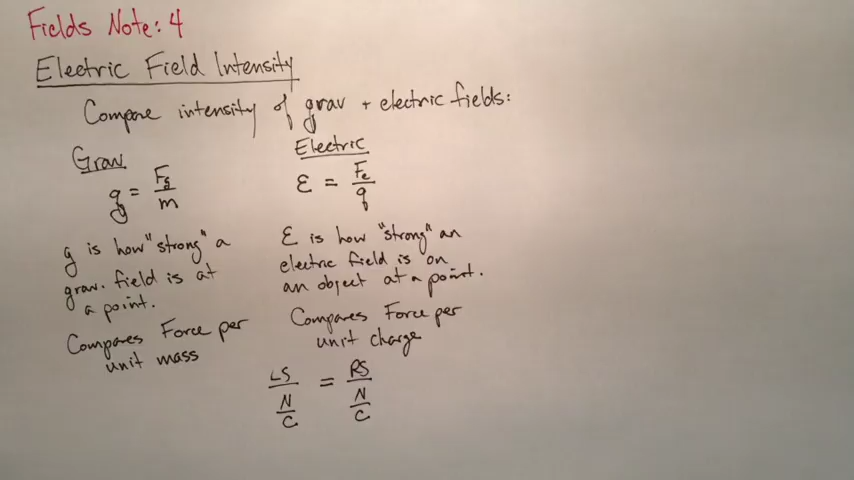 Fields Note: 4
Electric Field Intensity
Compare intensity of grav + electric fields:
Grav
g = Fg/m
g is how "strong" a
grav. field is at
a point.
Compares Force per
unit mass
Electric
ε = Fe/q
ε is how "strong" an
electric field is on
an object at a point.
Compares Force per
unit charge
LS = RS
N/C N/C